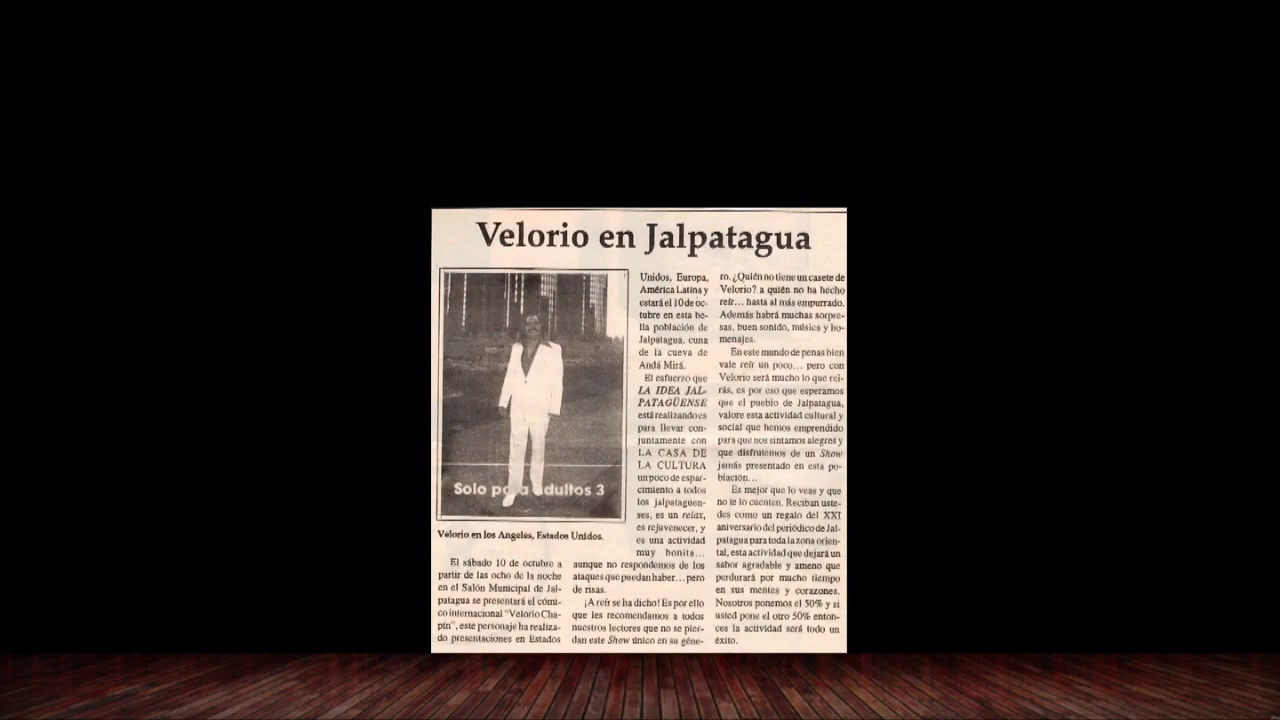 Velorio en Jalpatagua
Solo para adultos 3
Velorio en los Angeles, Estados Unidos.
El sábado 10 de octubre a
partir de las ocho de la noche
en el Salón Municipal de Jal-
patagua se presentará el cómi-
co internacional "Velorio Cha-
pín", este personaje ha realiza-
do presentaciones en Estados
Unidos, Europa,
América Latina y
estará el 10 de oc-
tubre en esta be-
lla población de
Jalpatagua, cuna
de la cueva de
Andá Mirá.
El esfuerzo que
LA IDEA JAL-
PATAGÜENSE
está realizando es
para llevar con-
juntamente con
LA CASA DE
LA CULTURA
un poco de espar-
cimiento a todos
los jalpatagüen-
ses, es un relax,
es rejuvenecer, y
es una actividad
muy bonita...
aunque no respondemos de los
ataques que puedan haber... pero
de risas.
¡A reír se ha dicho! Es por ello
que les recomendamos a todos
nuestros lectores que no se pier-
dan este Show único en su géne-
ro. ¿Quién no tiene un casete de
Velorio? a quién no ha hecho
reír... hasta al más empurrado.
Además habrá muchas sorpre-
sas, buen sonido, música y ho-
menajes.
En este mundo de penas bien
vale reír un poco... pero con
Velorio será mucho lo que rei-
rás, es por eso que esperamos
que el pueblo de Jalpatagua,
valore esta actividad cultural y
social que hemos emprendido
para que nos sintamos alegres y
que disfrutemos de un Show
jamás presentado en esta po-
blación...
Es mejor que lo veas y que
no te lo cuenten. Reciban uste-
des como un regalo del XXI
aniversario del periódico de Jal-
patagua para toda la zona orien-
tal, esta actividad que dejará un
sabor agradable y ameno que
perdurará por mucho tiempo
en sus mentes y corazones.
Nosotros ponemos el 50% y si
usted pone el otro 50% enton-
ces la actividad será todo un
éxito.